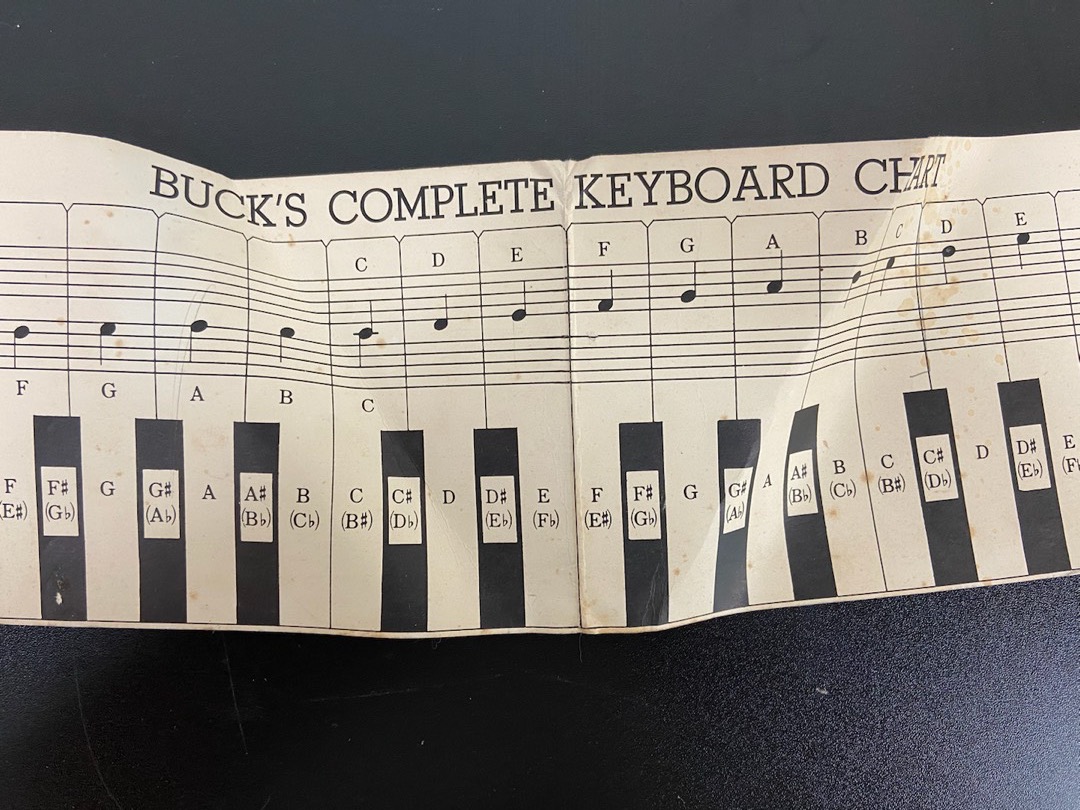 BUCK'S COMPLETE KEYBOARD CHART
C D E F G A B C D E
F G A B C
F F# G G# A A# B C C# D D# E F F# G G# A A# B C C# D D# E
(E#) (G♭) (A♭) (B♭) (C♭) (B#) (D♭) (E♭) (F♭) (E#) (G♭) (A♭) (B♭) (C♭) (B#) (D♭) (E♭)